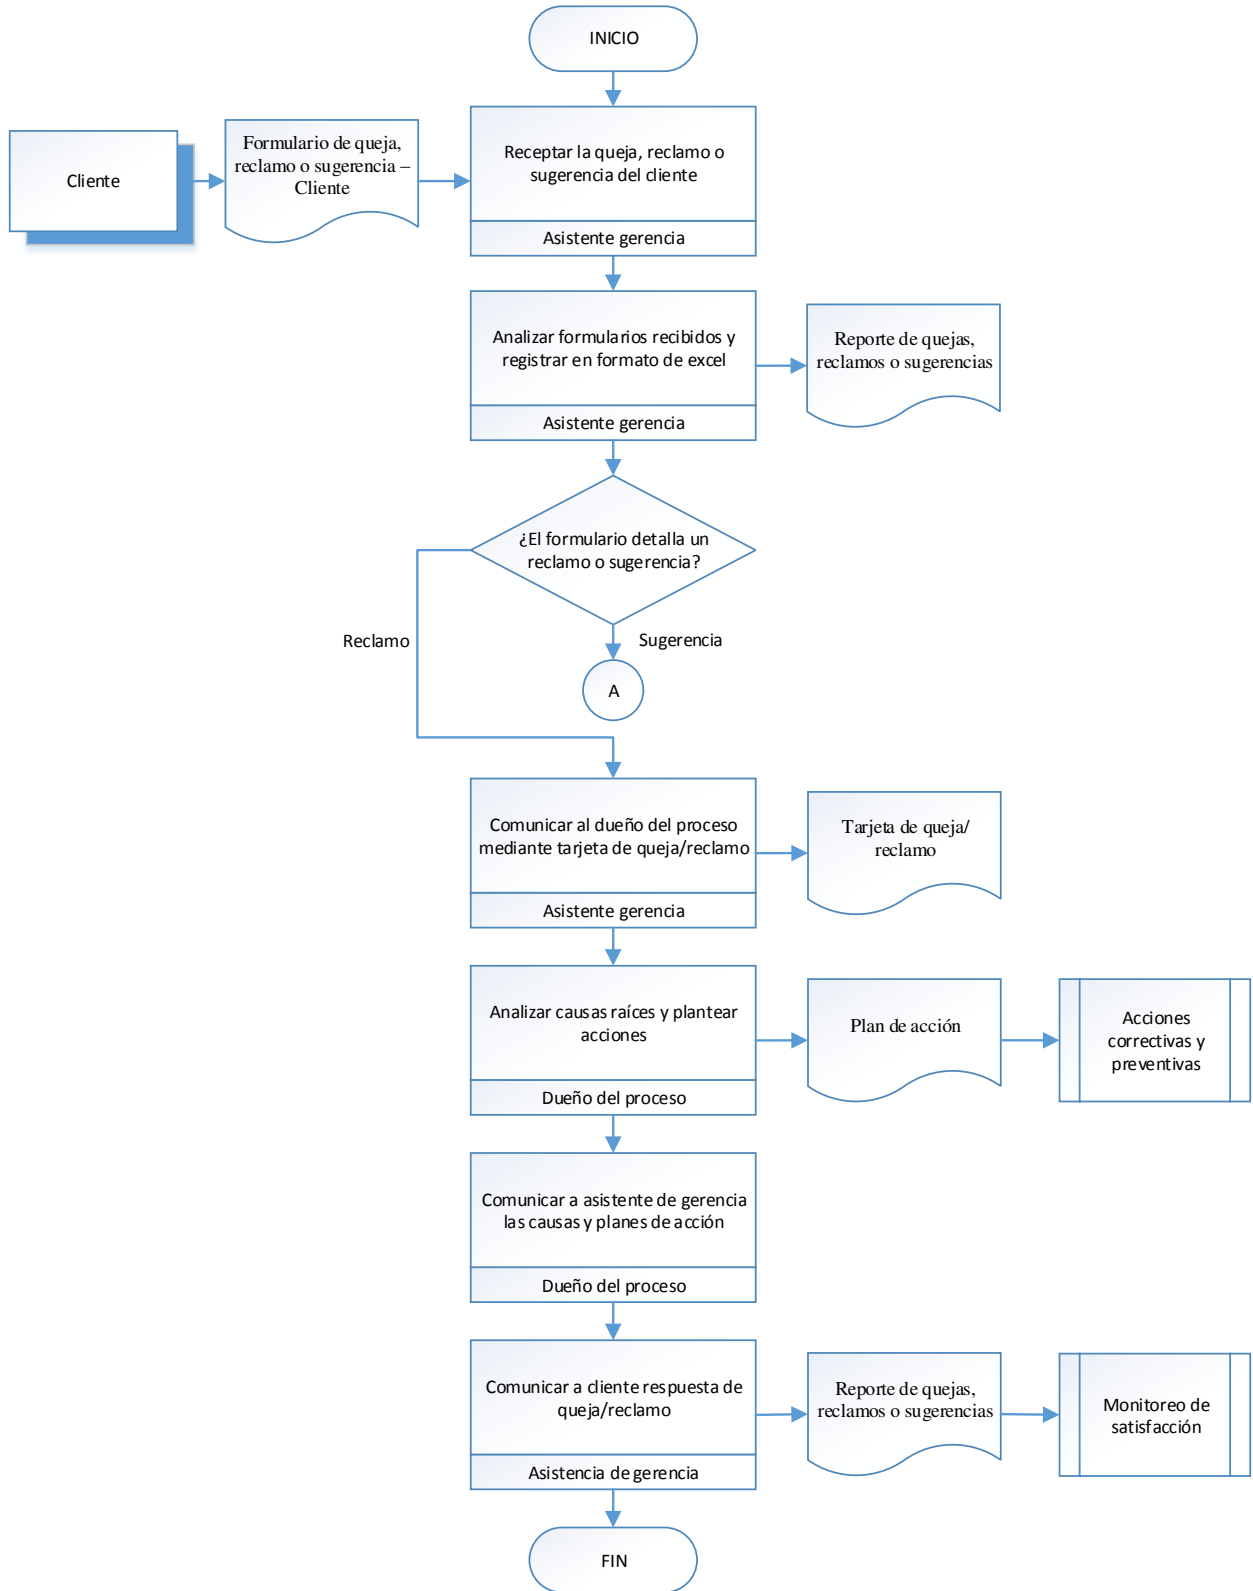 INICIO
Cliente
Formulario de queja,
reclamo o sugerencia –
Cliente
Receptar la queja, reclamo o
sugerencia del cliente
Asistente gerencia
Analizar formularios recibidos y
registrar en formato de excel
Asistente gerencia
Reporte de quejas,
reclamos o sugerencias
¿El formulario detalla un
reclamo o sugerencia?
Reclamo
Sugerencia
A
Comunicar al dueño del proceso
mediante tarjeta de queja/reclamo
Asistente gerencia
Tarjeta de queja/
reclamo
Analizar causas raíces y plantear
acciones
Dueño del proceso
Plan de acción
Acciones
correctivas y
preventivas
Comunicar a asistente de gerencia
las causas y planes de acción
Dueño del proceso
Comunicar a cliente respuesta de
queja/reclamo
Asistencia de gerencia
Reporte de quejas,
reclamos o sugerencias
Monitoreo de
satisfacción
FIN